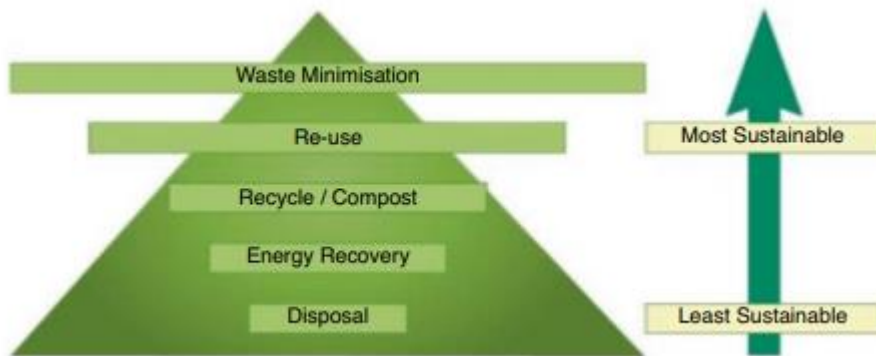 Waste Minimisation
Re-use
Most Sustainable
Recycle / Compost
Energy Recovery
Disposal
Least Sustainable